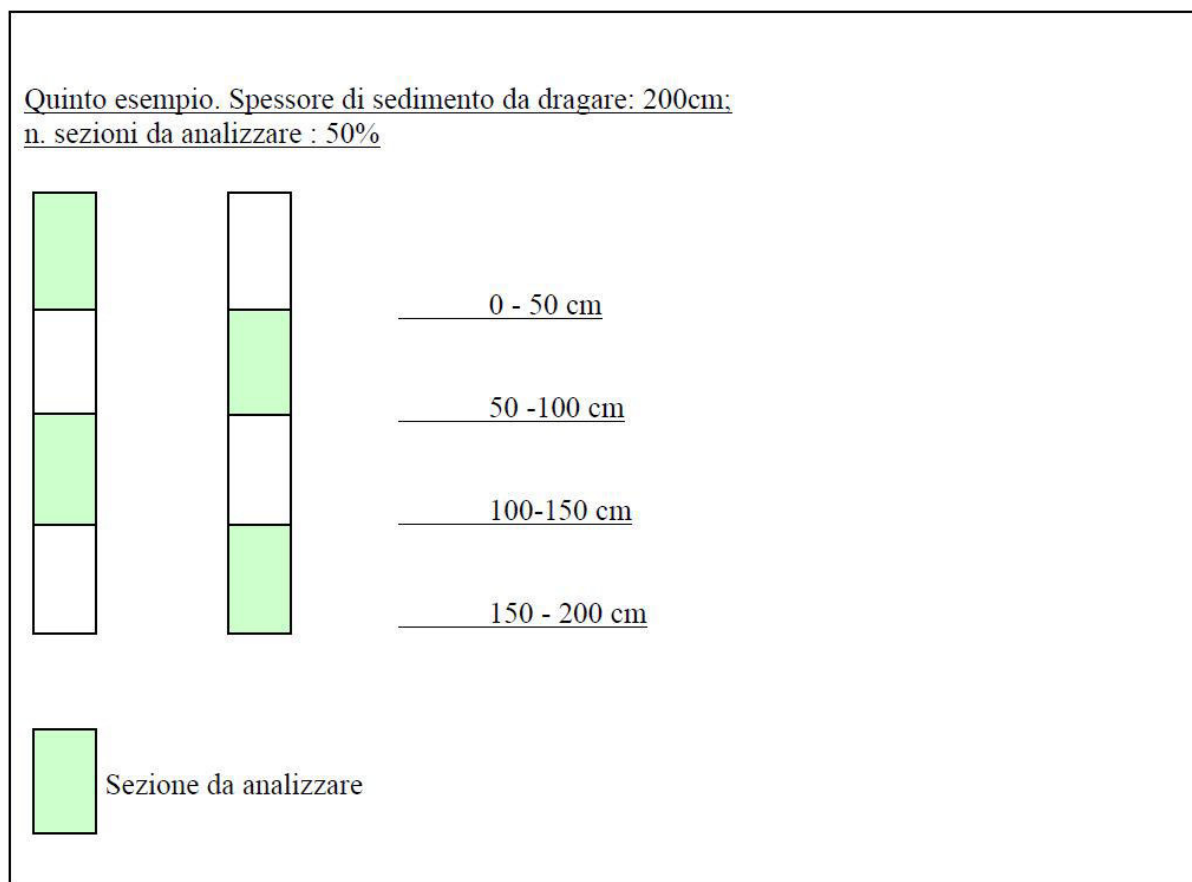 Quinto esempio. Spessore di sedimento da dragare: 200cm;
n. sezioni da analizzare : 50%
0 - 50 cm
50 -100 cm
100-150 cm
150 - 200 cm
Sezione da analizzare